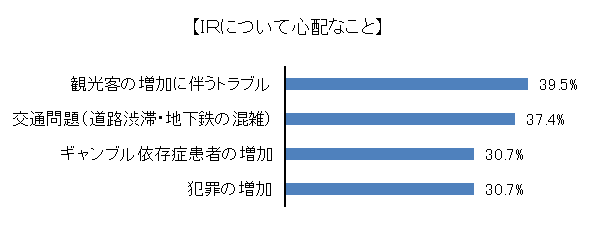 【IRについて心配なこと】
観光客の増加に伴うトラブル 39.5%
交通問題(道路渋滞・地下鉄の混雑) 37.4%
ギャンブル依存症患者の増加 30.7%
犯罪の増加 30.7%